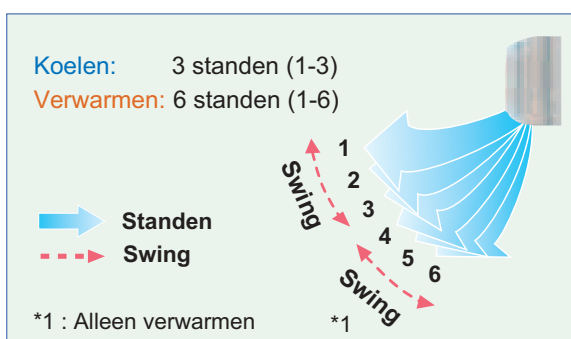 Koelen: 3 standen (1-3)
Verwarmen: 6 standen (1-6)
1
2
3
4
5
6
Swing
Swing
Standen
Swing
*1 : Alleen verwarmen
*1